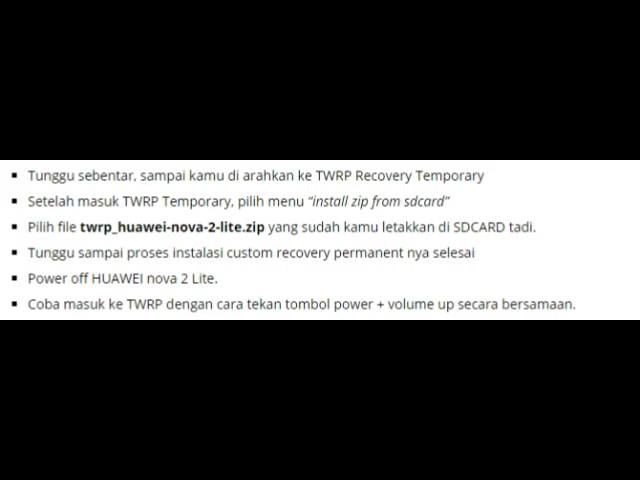 Tunggu sebentar, sampai kamu di arahkan ke TWRP Recovery Temporary
Setelah masuk TWRP Temporary, pilih menu “install zip from sdcard”
Pilih file twrp_huawei-nova-2-lite.zip yang sudah kamu letakkan di SDCARD tadi.
Tunggu sampai proses instalasi custom recovery permanent nya selesai
Power off HUAWEI nova 2 Lite.
Coba masuk ke TWRP dengan cara tekan tombol power + volume up secara bersamaan.